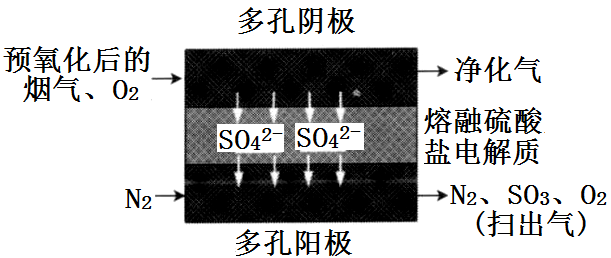 多孔阴极
预氧化后的
烟气、O₂
净化气
SO₄²⁻ SO₄²⁻
熔融硫酸
盐电解质
N₂
N₂、SO₃、O₂
(扫出气)
多孔阳极